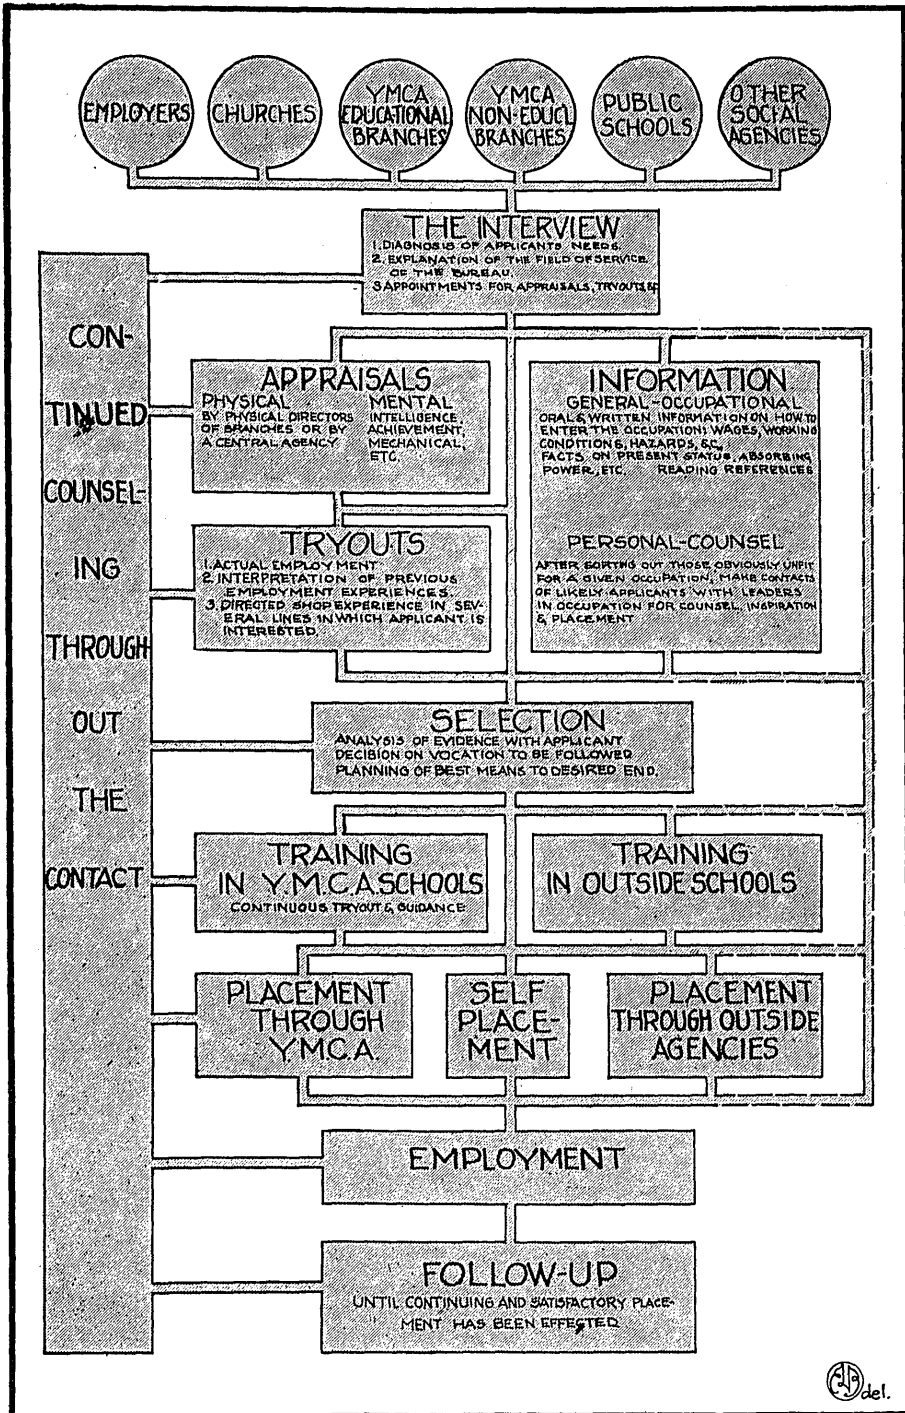 EMPLOYERS
CHURCHES
YMCA
EDUCATIONAL
BRANCHES
YMCA
NON-EDUCL
BRANCHES
PUBLIC
SCHOOLS
OTHER
SOCIAL
AGENCIES
THE INTERVIEW
1. DIAGNOSIS OF APPLICANTS NEEDS.
2. EXPLANATION OF THE FIELD OF SERVICE
OF THE BUREAU.
3 APPOINTMENTS FOR APPRAISALS, TRYOUTS, &C
CON-
TINUED
COUNSEL-
ING
THROUGH
OUT
THE
CONTACT
APPRAISALS
PHYSICAL
BY PHYSICAL DIRECTORS
OF BRANCHES OR BY
A CENTRAL AGENCY
MENTAL
INTELLIGENCE,
ACHIEVEMENT,
MECHANICAL,
ETC.
INFORMATION
GENERAL-OCCUPATIONAL
ORAL & WRITTEN INFORMATION ON HOW TO
ENTER THE OCCUPATION; WAGES, WORKING
CONDITIONS, HAZARDS, &C.,
FACTS ON PRESENT STATUS, ABSORBING
POWER, ETC. READING REFERENCES
PERSONAL-COUNSEL
AFTER SORTING OUT THOSE OBVIOUSLY UNFIT
FOR A GIVEN OCCUPATION, MAKE CONTACTS
OF LIKELY APPLICANTS WITH LEADERS
IN OCCUPATION FOR COUNSEL, INSPIRATION
& PLACEMENT
TRYOUTS
1. ACTUAL EMPLOYMENT
2. INTERPRETATION OF PREVIOUS
EMPLOYMENT EXPERIENCES.
3. DIRECTED SHOP EXPERIENCE IN SEV-
ERAL LINES IN WHICH APPLICANT IS
INTERESTED.
SELECTION
ANALYSIS OF EVIDENCE WITH APPLICANT
DECISION ON VOCATION TO BE FOLLOWED
PLANNING OF BEST MEANS TO DESIRED END.
TRAINING
IN Y.M.C.A. SCHOOLS
CONTINUOUS TRYOUT & GUIDANCE
TRAINING
IN OUTSIDE SCHOOLS
PLACEMENT
THROUGH
Y.M.C.A.
SELF
PLACE-
MENT
PLACEMENT
THROUGH OUTSIDE
AGENCIES
EMPLOYMENT
FOLLOW-UP
UNTIL CONTINUING AND SATISFACTORY PLACE-
MENT HAS BEEN EFFECTED
del.